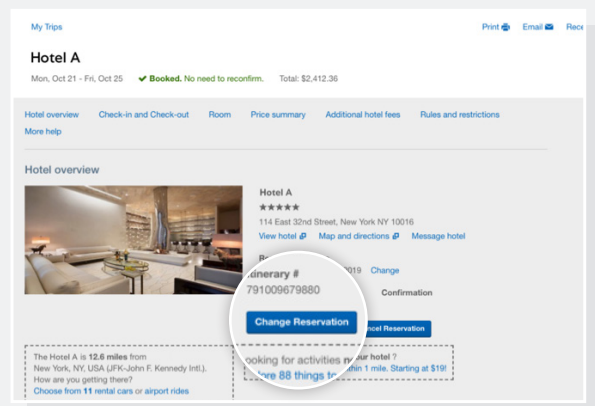 My Trips
Print Email
Hotel A
Mon, Oct 21 - Fri, Oct 25 ✔ Booked. No need to reconfirm. Total: $2,412.36
Hotel overview Check-in and Check-out Room Price summary Additional hotel fees Rules and restrictions
More help
Hotel overview
Hotel A
★★★★★
114 East 32nd Street, New York NY 10016
View hotel Map and directions Message hotel
2019 Change
Itinerary #
791009679880
Confirmation
Change Reservation
Reservation
The Hotel A is 12.6 miles from
New York, NY, USA (JFK-John F. Kennedy Intl.).
How are you getting there?
Choose from 11 rental cars or airport rides
ooking for activities hotel ?
88 things to 1 mile. Starting at $19!